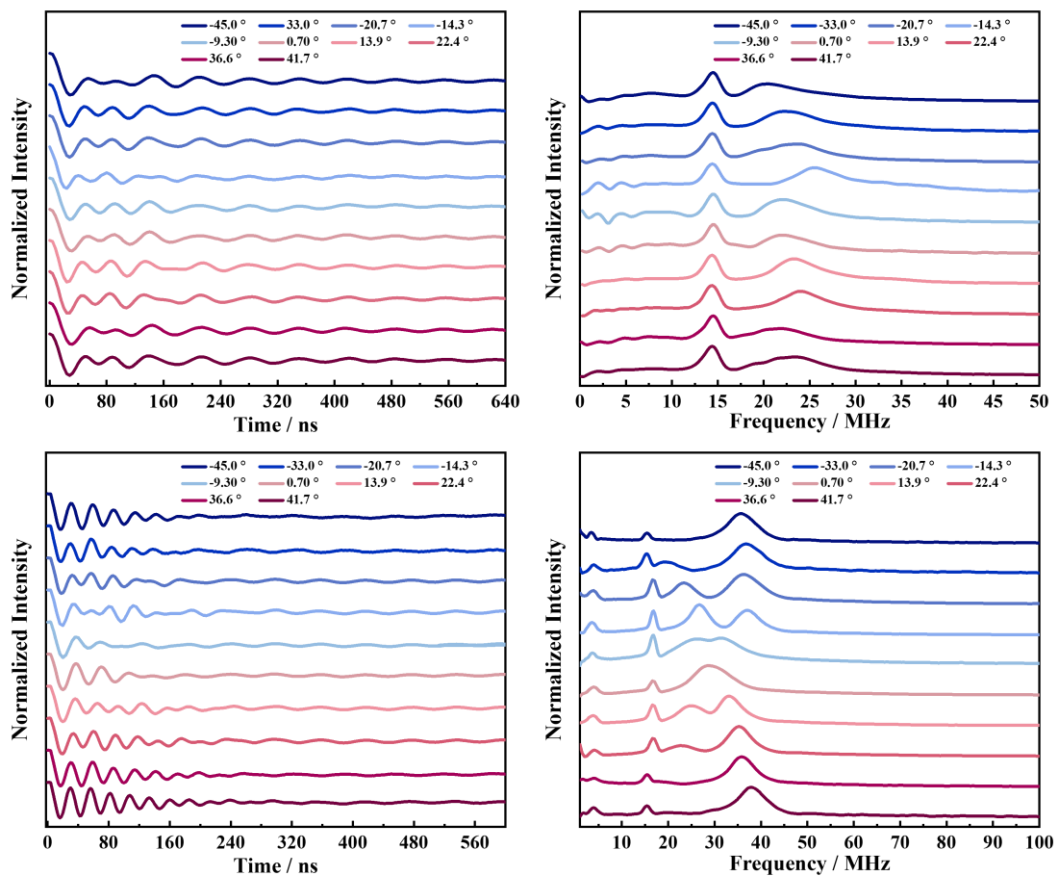 -45.0 ° -33.0 ° -20.7 ° -14.3 °
-9.30 ° 0.70 ° 13.9 ° 22.4 °
36.6 ° 41.7 °
Normalized Intensity
0 80 160 240 320 400 480 560 640
Time / ns
-45.0 ° -33.0 ° -20.7 ° -14.3 °
-9.30 ° 0.70 ° 13.9 ° 22.4 °
36.6 ° 41.7 °
Normalized Intensity
0 5 10 15 20 25 30 35 40 45 50
Frequency / MHz
-45.0 ° -33.0 ° -20.7 ° -14.3 °
-9.30 ° 0.70 ° 13.9 ° 22.4 °
36.6 ° 41.7 °
Normalized Intensity
0 80 160 240 320 400 480 560
Time / ns
-45.0 ° -33.0 ° -20.7 ° -14.3 °
-9.30 ° 0.70 ° 13.9 ° 22.4 °
36.6 ° 41.7 °
Normalized Intensity
10 20 30 40 50 60 70 80 90 100
Frequency / MHz